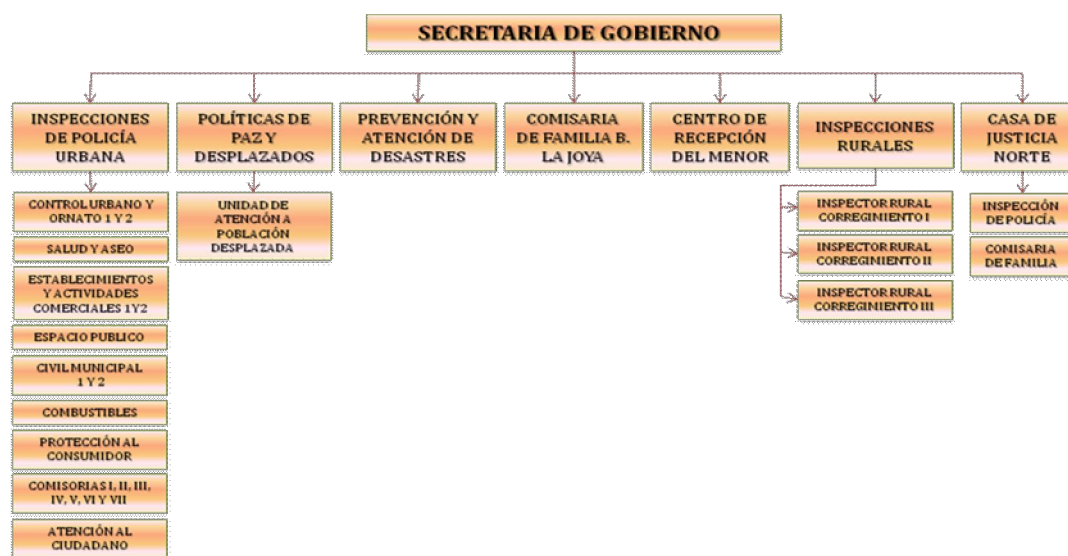 SECRETARIA DE GOBIERNO
INSPECCIONES
DE POLICÍA
URBANA
CONTROL URBANO Y
ORNATO 1 Y 2
SALUD Y ASEO
ESTABLECIMIENTOS
Y ACTIVIDADES
COMERCIALES 1 Y 2
ESPACIO PUBLICO
CIVIL MUNICIPAL
1 Y 2
COMBUSTIBLES
PROTECCIÓN AL
CONSUMIDOR
COMISORIAS I, II, III,
IV, V, VI Y VII
ATENCIÓN AL
CIUDADANO
POLÍTICAS DE
PAZ Y
DESPLAZADOS
UNIDAD DE
ATENCIÓN A
POBLACIÓN
DESPLAZADA
PREVENCIÓN Y
ATENCIÓN DE
DESASTRES
COMISARIA
DE FAMILIA B.
LA JOYA
CENTRO DE
RECEPCIÓN
DEL MENOR
INSPECCIONES
RURALES
INSPECTOR RURAL
CORREGIMIENTO I
INSPECTOR RURAL
CORREGIMIENTO II
INSPECTOR RURAL
CORREGIMIENTO III
CASA DE
JUSTICIA
NORTE
INSPECCIÓN
DE POLICÍA
COMISARIA
DE FAMILIA